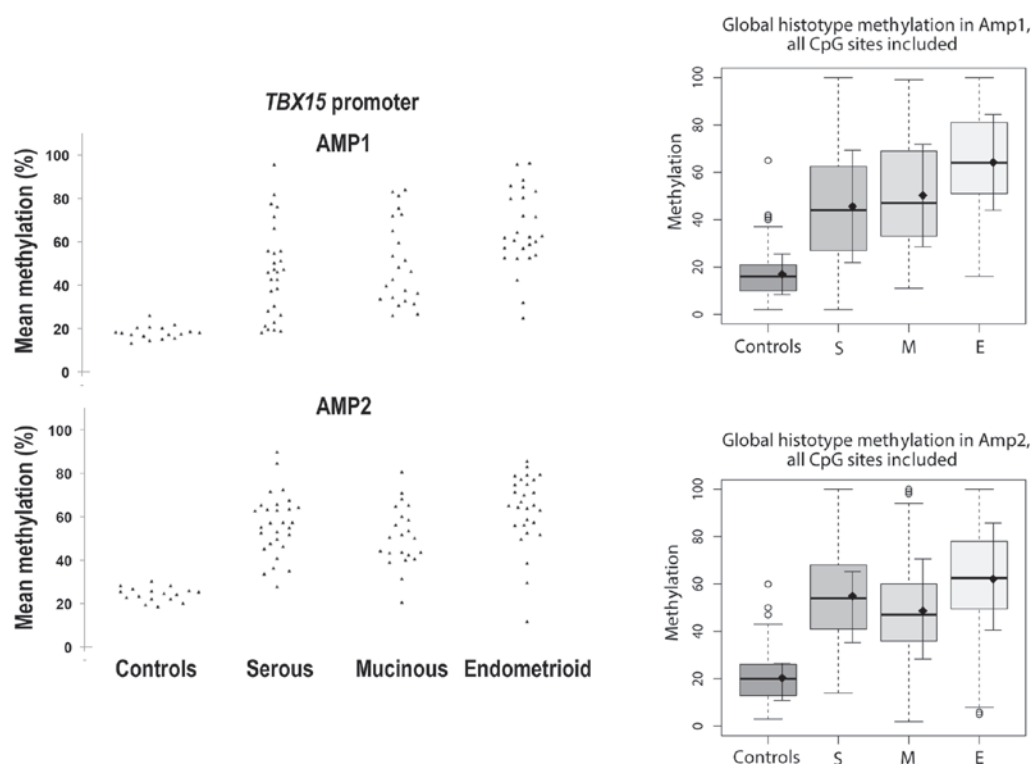 TBX15 promoter
AMP1
Mean methylation (%)
100
80
60
40
20
0
AMP2
Mean methylation (%)
100
80
60
40
20
0
Controls Serous Mucinous Endometrioid
Global histotype methylation in Amp1,
all CpG sites included
Methylation
100
80
60
40
20
0
Controls S M E
Global histotype methylation in Amp2,
all CpG sites included
Methylation
100
80
60
40
20
0
Controls S M E